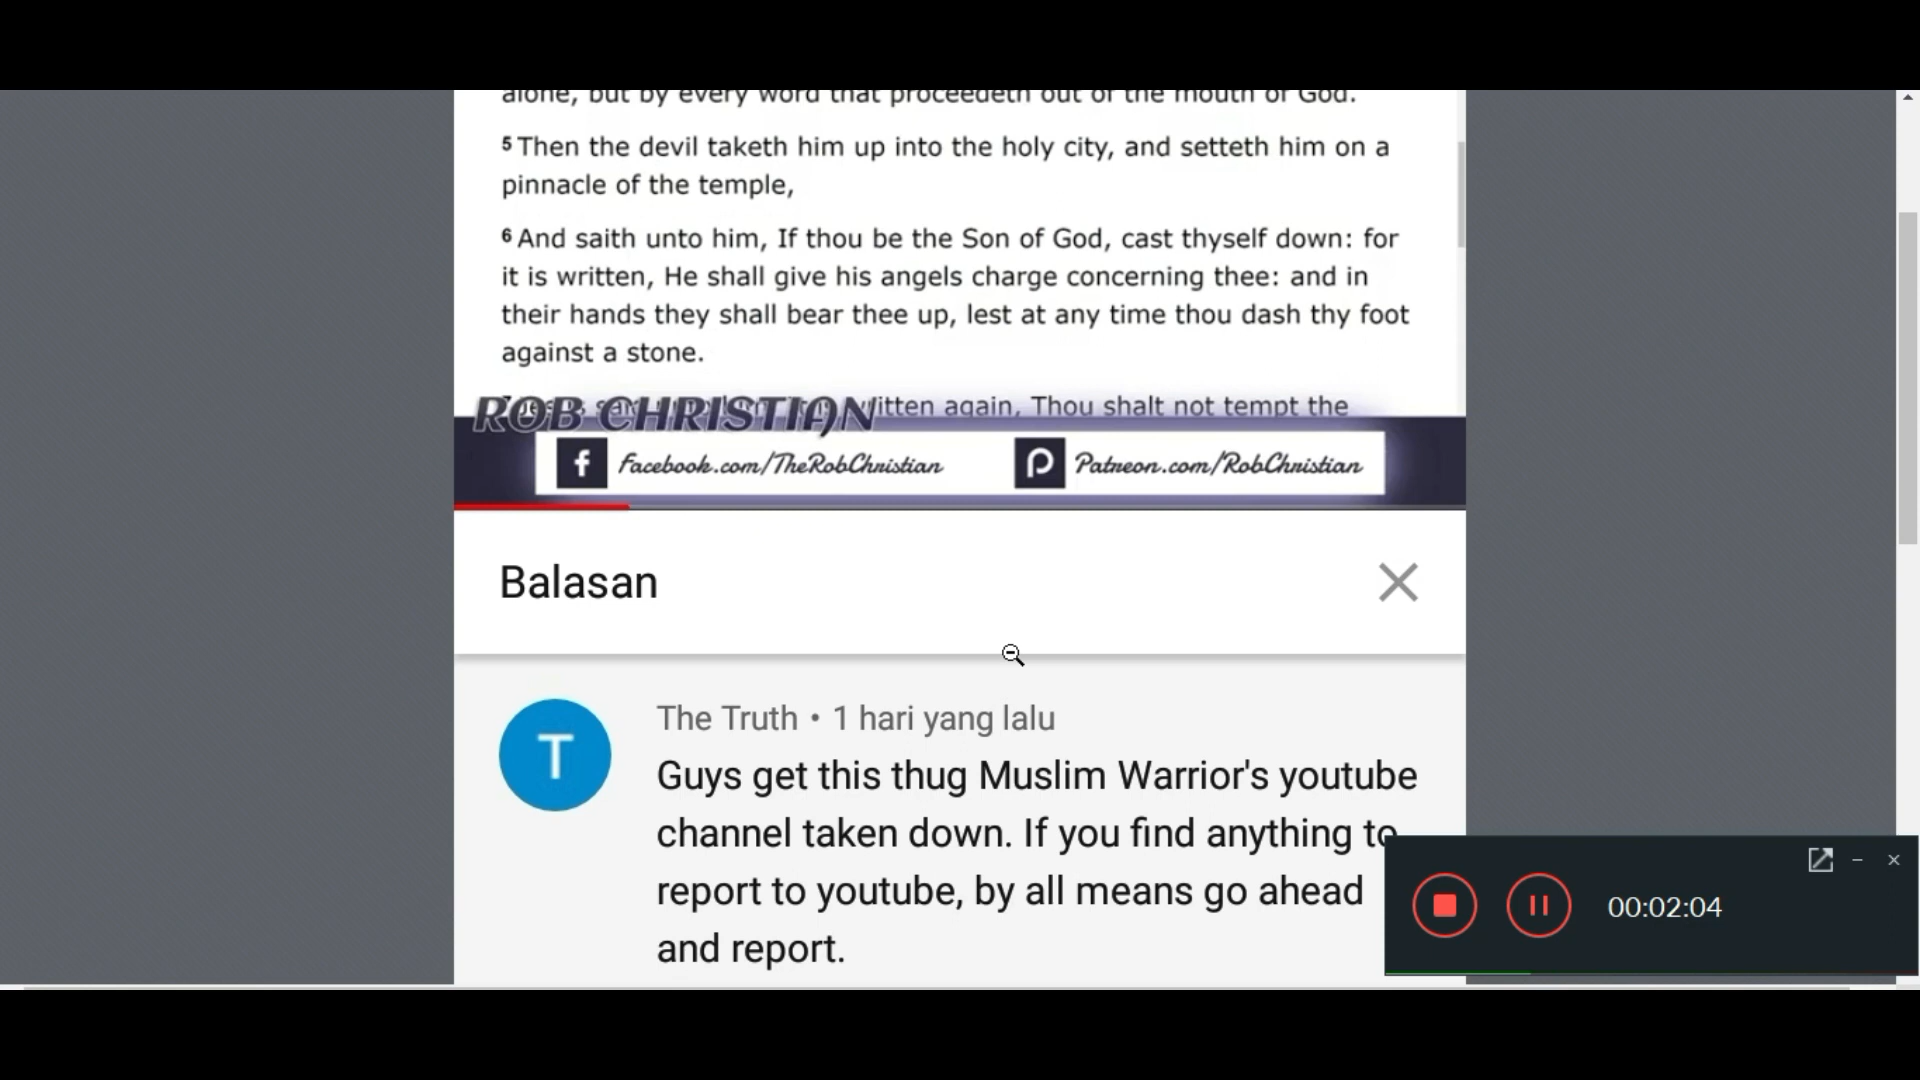 alone, but by every word that proceedeth out of the mouth of God.
5 Then the devil taketh him up into the holy city, and setteth him on a
pinnacle of the temple,
6 And saith unto him, If thou be the Son of God, cast thyself down: for
it is written, He shall give his angels charge concerning thee: and in
their hands they shall bear thee up, lest at any time thou dash thy foot
against a stone.
written again, Thou shalt not tempt the
ROB CHRISTIAN
f Facebook.com/TheRobChristian
Patreon.com/RobChristian
Balasan
T
The Truth • 1 hari yang lalu
Guys get this thug Muslim Warrior's youtube
channel taken down. If you find anything to
report to youtube, by all means go ahead
and report.
00:02:04